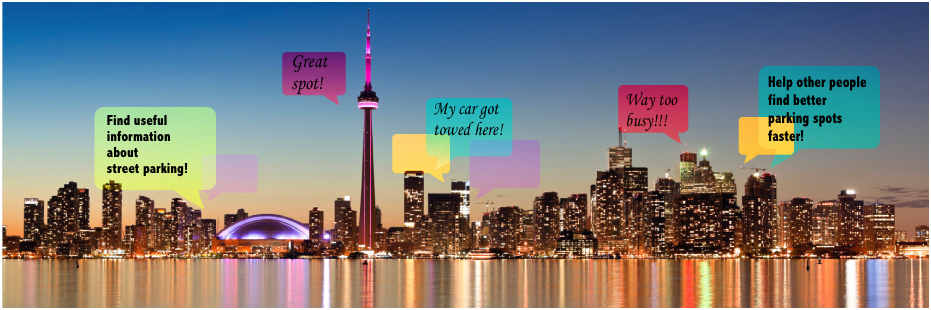 Great
spot!
Find useful
information
about
street parking!
My car got
towed here!
Way too
busy!!!
Help other people
find better
parking spots
faster!